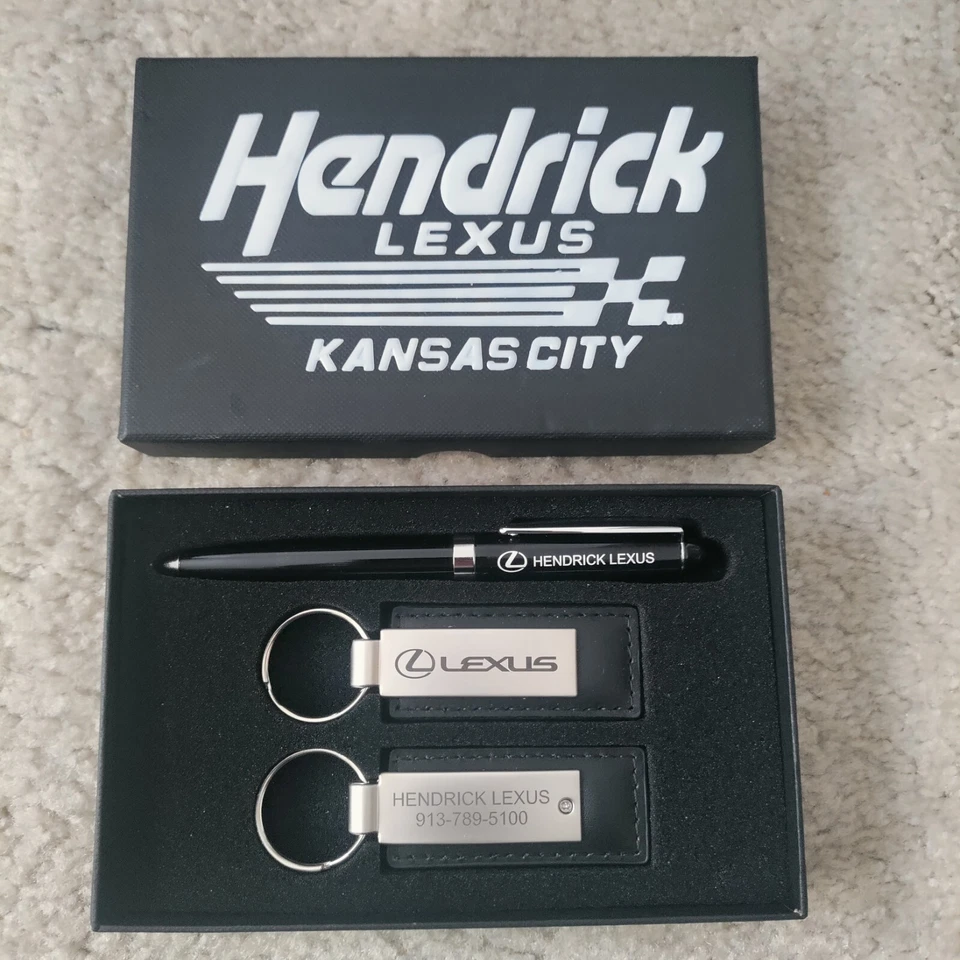 Hendrick
LEXUS
KANSAS CITY
HENDRICK LEXUS
LEXUS
HENDRICK LEXUS
913-789-5100